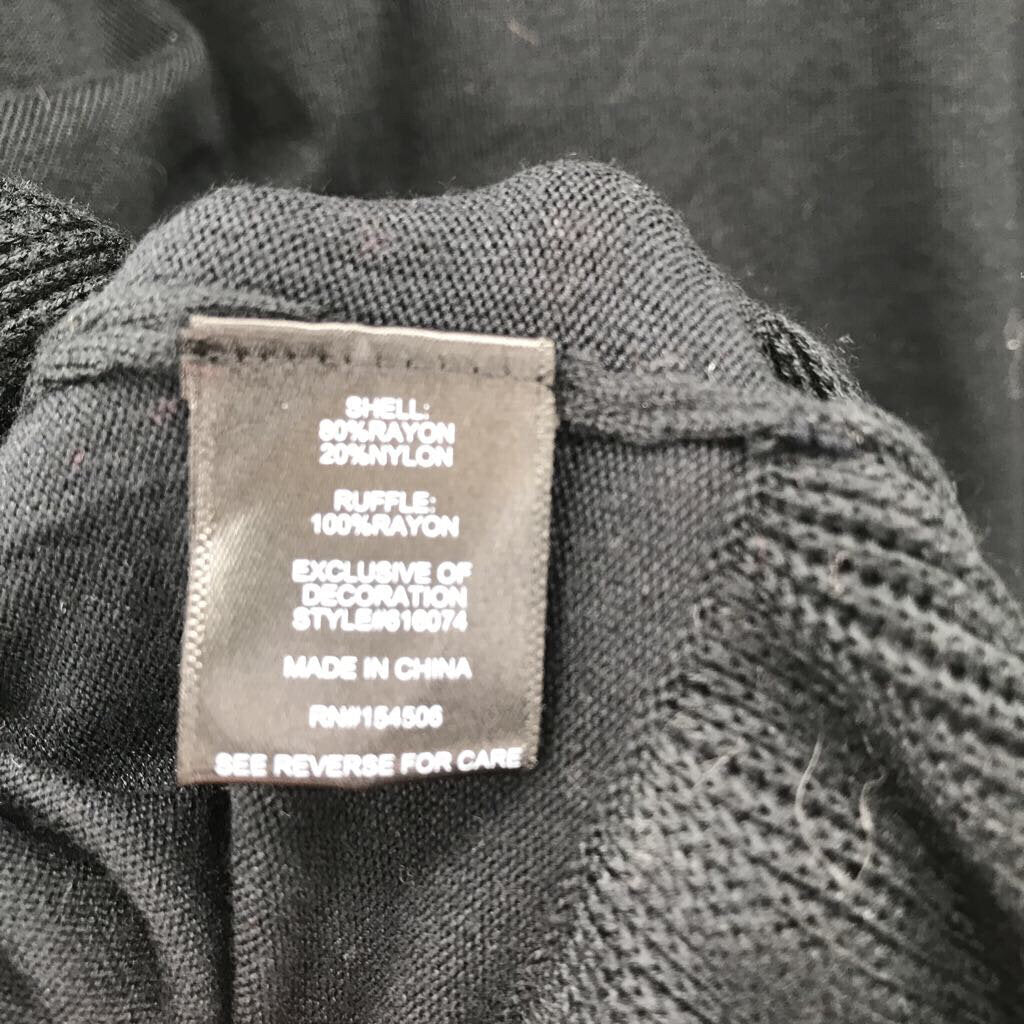 SHELL:
80%RAYON
20%NYLON
RUFFLE:
100%RAYON
EXCLUSIVE OF
DECORATION
STYLE#616074
MADE IN CHINA
RN#154506
SEE REVERSE FOR CARE